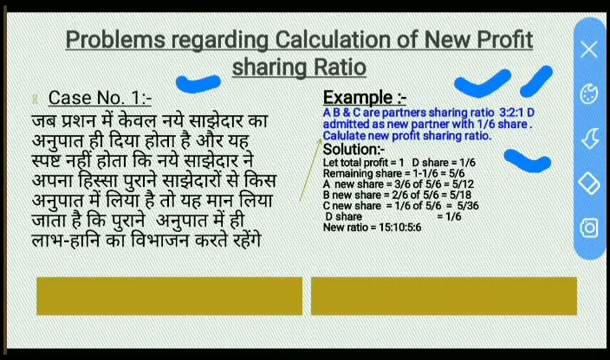 Problems regarding Calculation of New Profit
sharing Ratio
Case No. 1:-
जब प्रशन में केवल नये साझेदार का
अनुपात ही दिया होता है और यह
स्पष्ट नहीं होता कि नये साझेदार ने
अपना हिस्सा पुराने साझेदारों से किस
अनुपात में लिया है तो यह मान लिया
जाता है कि पुराने अनुपात में ही
लाभ-हानि का विभाजन करते रहेंगे
Example :-
A B & C are partners sharing ratio 3:2:1 D
admitted as new partner with 1/6 share .
Calulate new profit sharing ratio.
Solution:-
Let total profit = 1 D share = 1/6
Remaining share = 1-1/6 = 5/6
A new share = 3/6 of 5/6 = 5/12
B new share = 2/6 of 5/6 = 5/18
C new share = 1/6 of 5/6 = 5/36
D share = 1/6
New ratio = 15:10:5:6